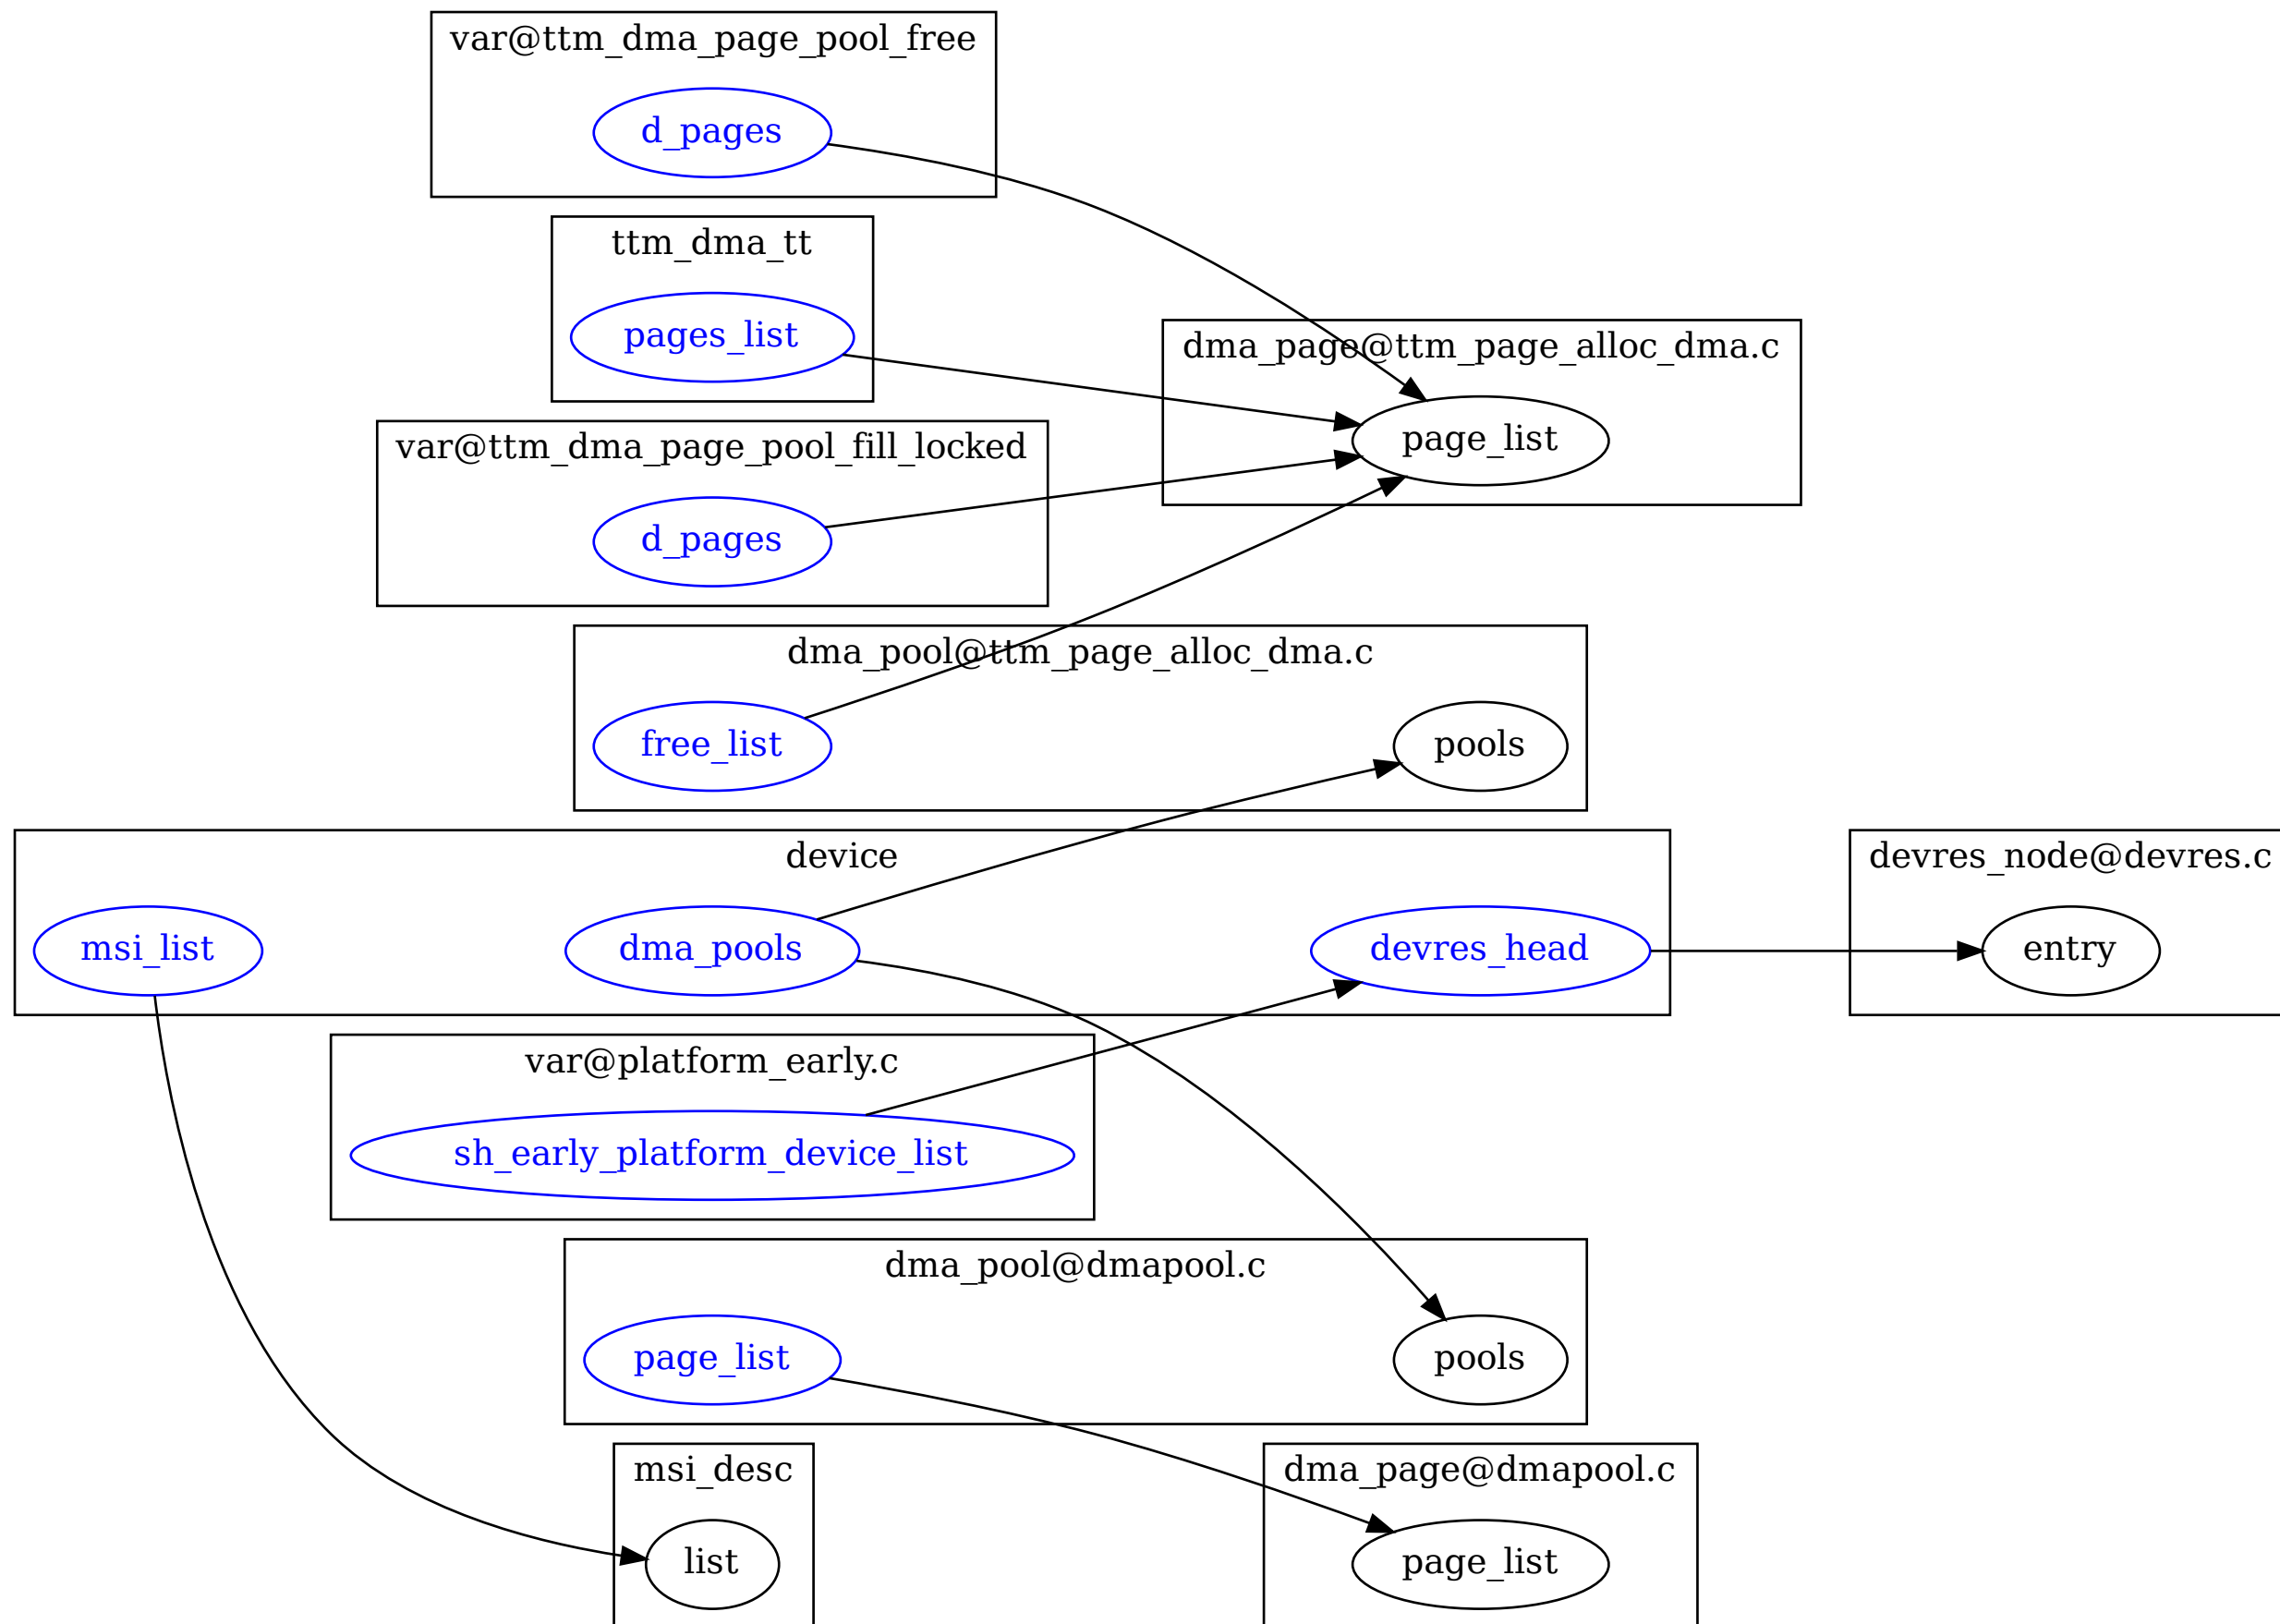 var@ttm_dma_page_pool_free
d_pages
ttm_dma_tt
pages_list
dma_page@ttm_page_alloc_dma.c
page_list
var@ttm_dma_page_pool_fill_locked
d_pages
dma_pool@ttm_page_alloc_dma.c
free_list
pools
device
msi_list
dma_pools
devres_head
devres_node@devres.c
entry
var@platform_early.c
sh_early_platform_device_list
dma_pool@dmapool.c
page_list
pools
msi_desc
list
dma_page@dmapool.c
page_list